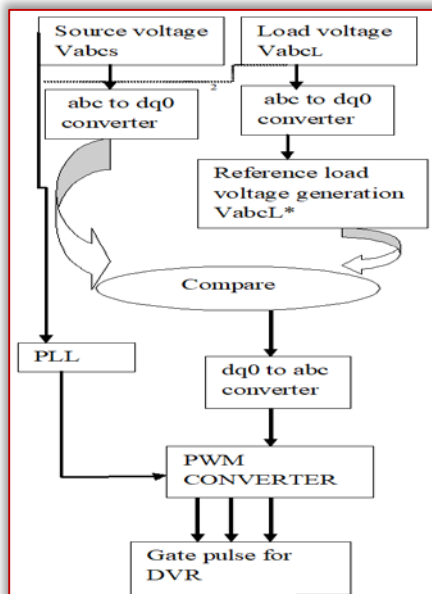 Source voltage
Vabcs
Load voltage
VabcL
2
abc to dq0
converter
abc to dq0
converter
Reference load
voltage generation
VabcL*
Compare
PLL
dq0 to abc
converter
PWM
CONVERTER
Gate pulse for
DVR